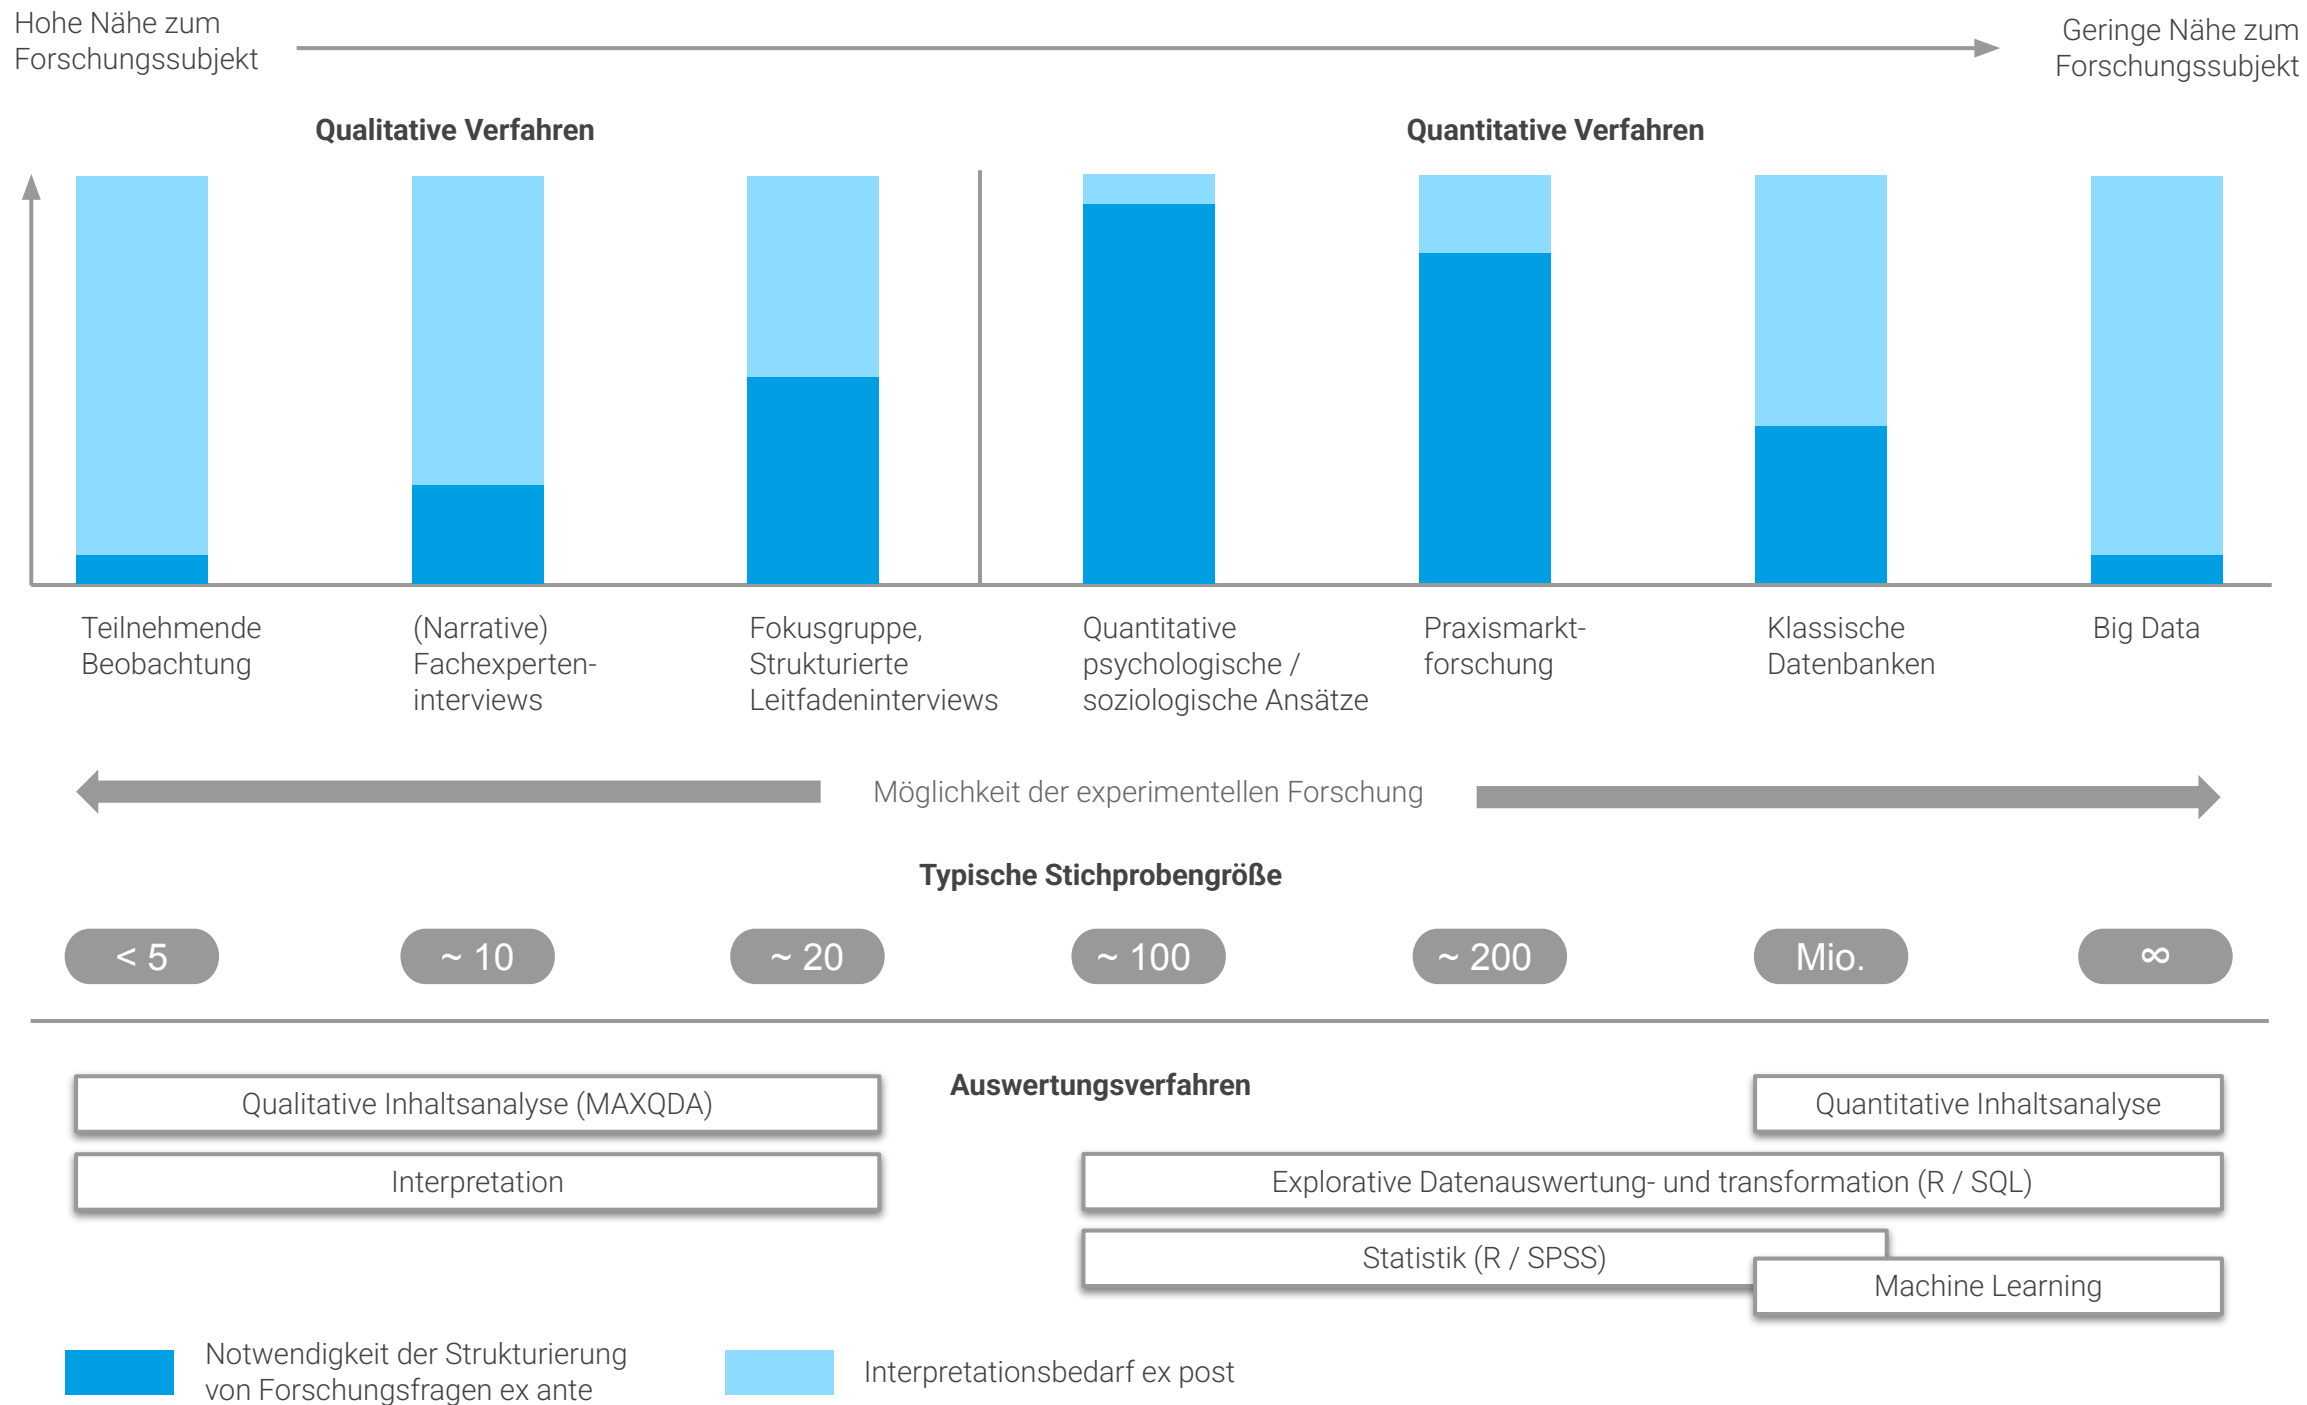 Hohe Nähe zum
Forschungssubjekt
Geringe Nähe zum
Forschungssubjekt
Qualitative Verfahren
Quantitative Verfahren
Teilnehmende
Beobachtung
(Narrative)
Fachexperten-
interviews
Fokusgruppe,
Strukturierte
Leitfadeninterviews
Quantitative
psychologische /
soziologische Ansätze
Praxismarkt-
forschung
Klassische
Datenbanken
Big Data
Möglichkeit der experimentellen Forschung
Typische Stichprobengröße
< 5
~ 10
~ 20
~ 100
~ 200
Mio.
∞
Auswertungsverfahren
Qualitative Inhaltsanalyse (MAXQDA)
Quantitative Inhaltsanalyse
Interpretation
Explorative Datenauswertung- und transformation (R / SQL)
Statistik (R / SPSS)
Machine Learning
Notwendigkeit der Strukturierung
von Forschungsfragen ex ante
Interpretationsbedarf ex post